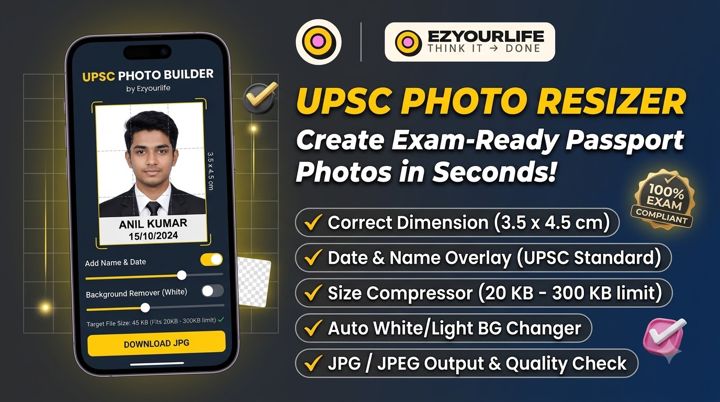 UPSC PHOTO BUILDER
by Ezyourlife
3.5 x 4.5 cm
ANIL KUMAR
15/10/2024
Add Name & Date
Background Remover (White)
Target File Size: 45 KB (Fits 20KB - 300KB limit) ✓
DOWNLOAD JPG
EZYOURLIFE
THINK IT → DONE
UPSC PHOTO RESIZER
Create Exam-Ready Passport
Photos in Seconds!
100%
EXAM
COMPLIANT
✓ Correct Dimension (3.5 x 4.5 cm)
✓ Date & Name Overlay (UPSC Standard)
✓ Size Compressor (20 KB - 300 KB limit)
✓ Auto White/Light BG Changer
✓ JPG / JPEG Output & Quality Check